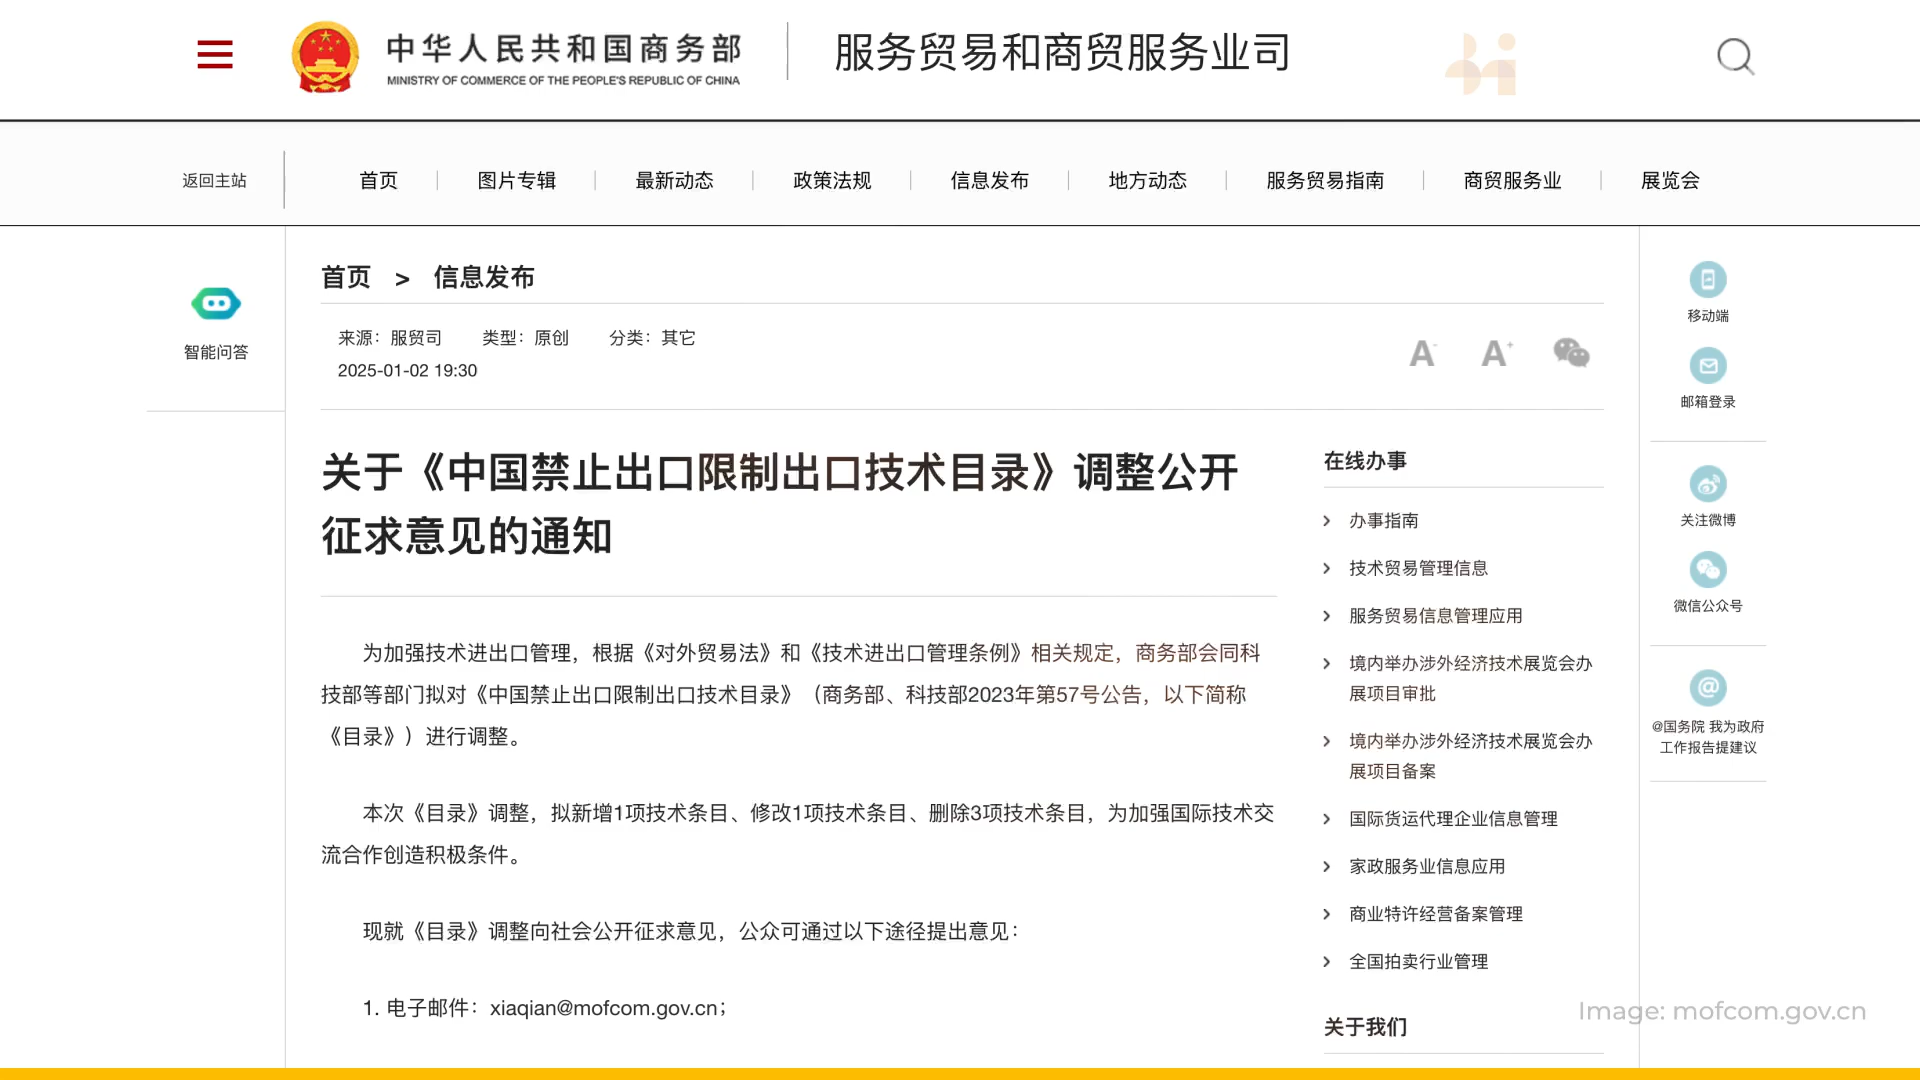 中华人民共和国商务部
MINISTRY OF COMMERCE OF THE PEOPLE'S REPUBLIC OF CHINA
服务贸易和商贸服务业司
返回主站
首页
图片专辑
最新动态
政策法规
信息发布
地方动态
服务贸易指南
商贸服务业
展览会
智能问答
首页 > 信息发布
来源：服贸司 类型：原创 分类：其它
2025-01-02 19:30
A- A+
关于《中国禁止出口限制出口技术目录》调整公开
征求意见的通知
为加强技术进出口管理，根据《对外贸易法》和《技术进出口管理条例》相关规定，商务部会同科
技部等部门拟对《中国禁止出口限制出口技术目录》（商务部、科技部2023年第57号公告，以下简称
《目录》）进行调整。
本次《目录》调整，拟新增1项技术条目、修改1项技术条目、删除3项技术条目，为加强国际技术交
流合作创造积极条件。
现就《目录》调整向社会公开征求意见，公众可通过以下途径提出意见：
1. 电子邮件：xiaqian@mofcom.gov.cn；
在线办事
办事指南
技术贸易管理信息
服务贸易信息管理应用
境内举办涉外经济技术展览会办
展项目审批
境内举办涉外经济技术展览会办
展项目备案
国际货运代理企业信息管理
家政服务业信息应用
商业特许经营备案管理
全国拍卖行业管理
关于我们
移动端
邮箱登录
关注微博
微信公众号
@
@国务院 我为政府
工作报告提建议
Image: mofcom.gov.cn